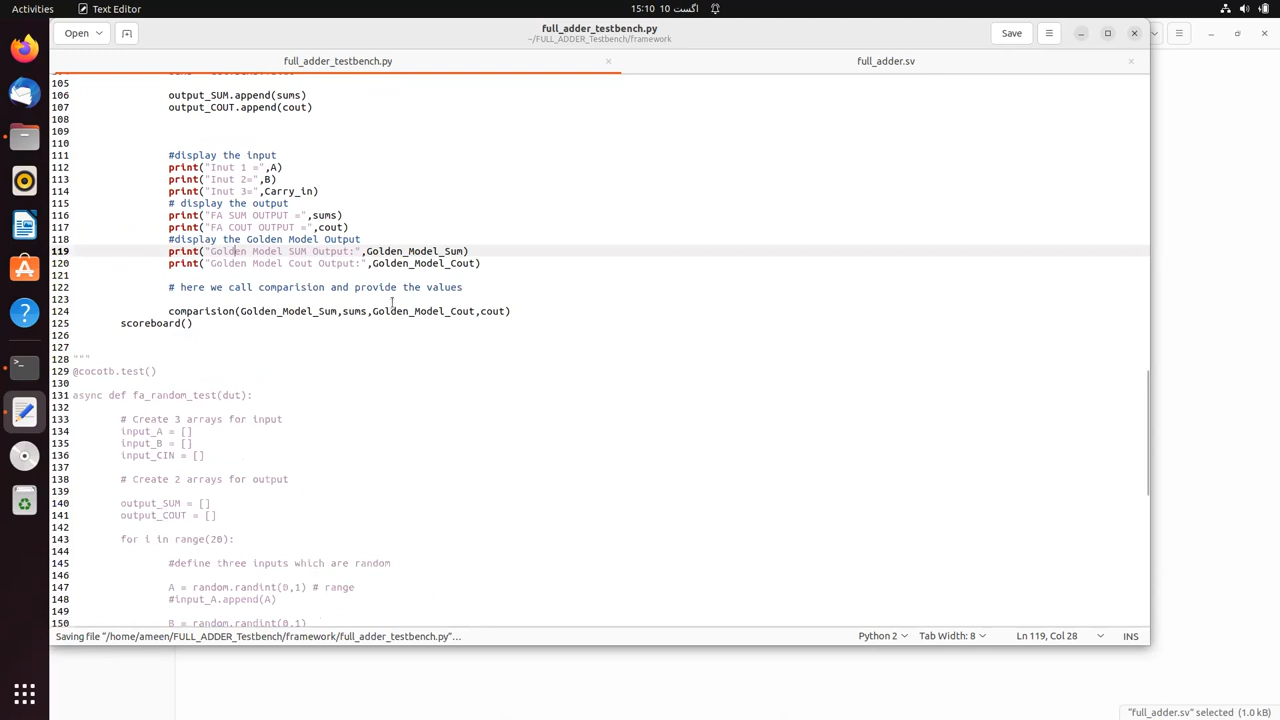 Activities
Text Editor
10 اگست 15:10
Open
full_adder_testbench.py
~/FULL_ADDER_Testbench/framework
Save
full_adder_testbench.py
full_adder.sv
105
106 output_SUM.append(sums)
107 output_COUT.append(cout)
108
109
110
111 #display the input
112 print("Inut 1 =",A)
113 print("Inut 2=",B)
114 print("Inut 3=",Carry_in)
115 # display the output
116 print("FA SUM OUTPUT =",sums)
117 print("FA COUT OUTPUT =",cout)
118 #display the Golden Model Output
119 print("Golden Model SUM Output:",Golden_Model_Sum)
120 print("Golden Model Cout Output:",Golden_Model_Cout)
121
122 # here we call comparision and provide the values
123
124 comparision(Golden_Model_Sum,sums,Golden_Model_Cout,cout)
125 scoreboard()
126
127
128 """
129 @cocotb.test()
130
131 async def fa_random_test(dut):
132
133 # Create 3 arrays for input
134 input_A = []
135 input_B = []
136 input_CIN = []
137
138 # Create 2 arrays for output
139
140 output_SUM = []
141 output_COUT = []
142
143 for i in range(20):
144
145 #define three inputs which are random
146
147 A = random.randint(0,1) # range
148 #input_A.append(A)
149
150 B = random.randint(0,1)
Saving file "/home/ameen/FULL_ADDER_Testbench/framework/full_adder_testbench.py"…
Python 2
Tab Width: 8
Ln 119, Col 28
INS
"full_adder.sv" selected (1.0 kB)